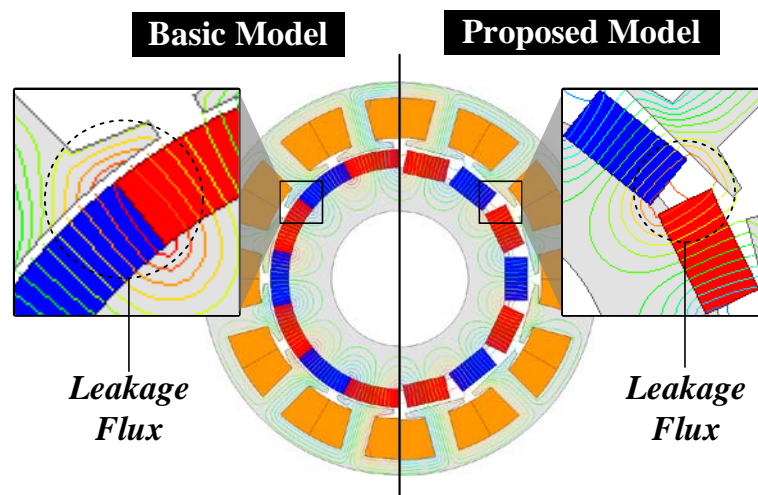 Basic Model
Proposed Model
Leakage
Flux
Leakage
Flux